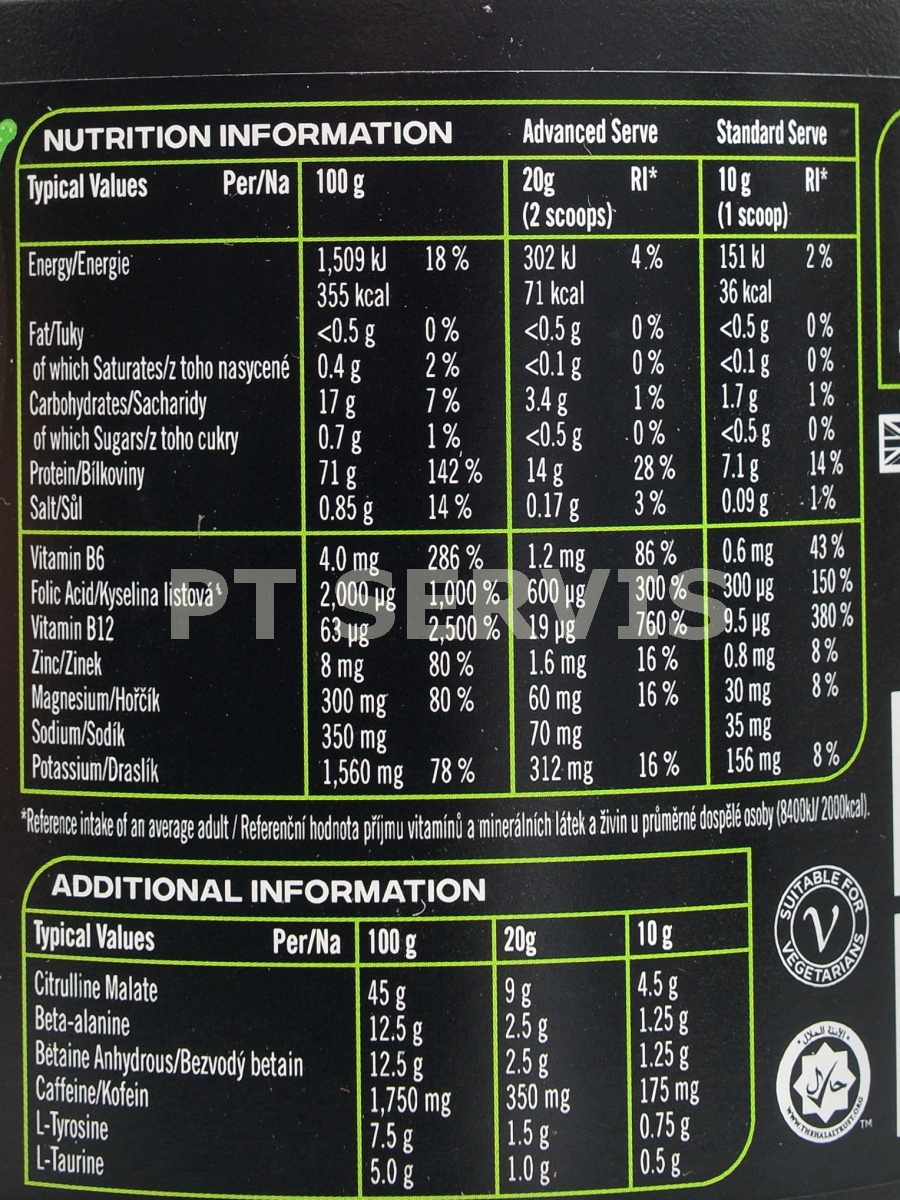 NUTRITION INFORMATION Advanced Serve Standard Serve
Typical Values Per/Na 100 g 20g RI* 10 g RI*
(2 scoops) (1 scoop)
Energy/Energie 1,509 kJ 18 % 302 kJ 4 % 151 kJ 2 %
355 kcal 71 kcal 36 kcal
Fat/Tuky <0.5 g 0 % <0.5 g 0 % <0.5 g 0 %
of which Saturates/z toho nasycené 0.4 g 2 % <0.1 g 0 % <0.1 g 0 %
Carbohydrates/Sacharidy 17 g 7 % 3.4 g 1 % 1.7 g 1 %
of which Sugars/z toho cukry 0.7 g 1 % <0.5 g 0 % <0.5 g 0 %
Protein/Bílkoviny 71 g 142 % 14 g 28 % 7.1 g 14 %
Salt/Sůl 0.85 g 14 % 0.17 g 3 % 0.09 g 1 %
Vitamin B6 4.0 mg 286 % 1.2 mg 86 % 0.6 mg 43 %
Folic Acid/Kyselina listová 2,000 µg 1,000 % 600 µg 300 % 300 µg 150 %
Vitamin B12 63 µg 2,500 % 19 µg 760 % 9.5 µg 380 %
Zinc/Zinek 8 mg 80 % 1.6 mg 16 % 0.8 mg 8 %
Magnesium/Hořčík 300 mg 80 % 60 mg 16 % 30 mg 8 %
Sodium/Sodík 350 mg 70 mg 35 mg
Potassium/Draslík 1,560 mg 78 % 312 mg 16 % 156 mg 8 %
PT SERVIS
*Reference intake of an average adult / Referenční hodnota příjmu vitamínů a minerálních látek a živin u průměrné dospělé osoby (8400kJ/ 2000kcal).
ADDITIONAL INFORMATION
Typical Values Per/Na 100 g 20g 10 g
Citrulline Malate 45 g 9 g 4.5 g
Beta-alanine 12.5 g 2.5 g 1.25 g
Betaine Anhydrous/Bezvodý betain 12.5 g 2.5 g 1.25 g
Caffeine/Kofein 1,750 mg 350 mg 175 mg
L-Tyrosine 7.5 g 1.5 g 0.75 g
L-Taurine 5.0 g 1.0 g 0.5 g
SUITABLE FOR
V
VEGETARIANS
حلال
WWW.THEHALALTRUST.ORG
TM